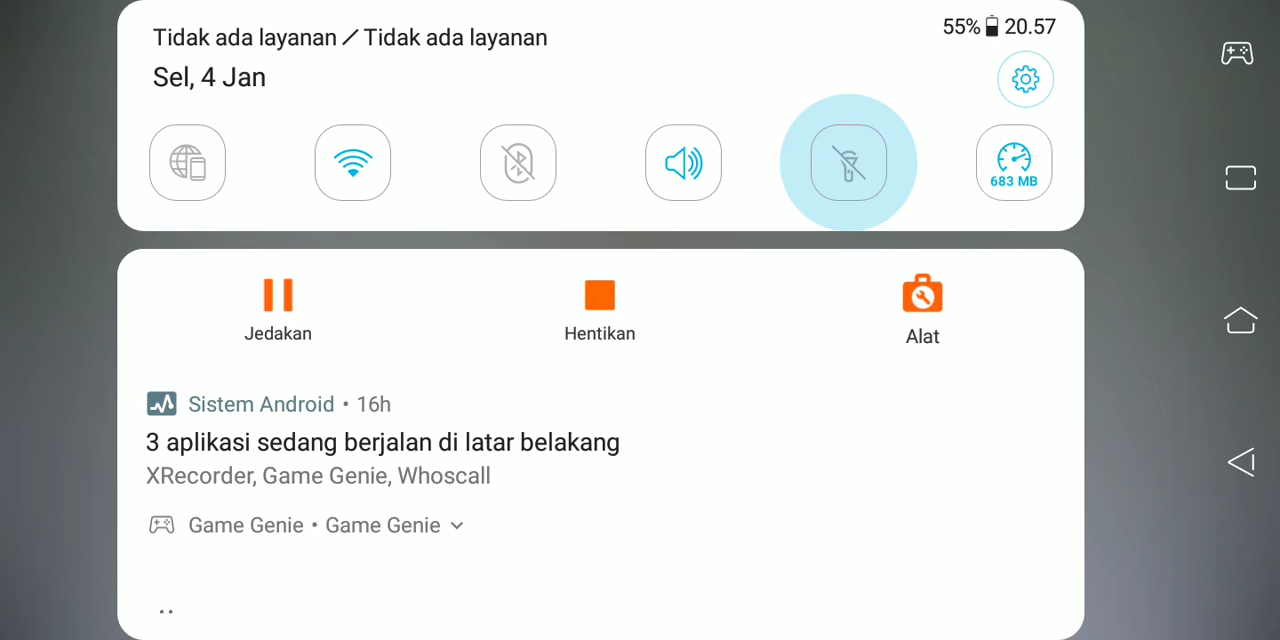 Tidak ada layanan / Tidak ada layanan
55% 20.57
Sel, 4 Jan
683 MB
Jedakan
Hentikan
Alat
Sistem Android • 16h
3 aplikasi sedang berjalan di latar belakang
XRecorder, Game Genie, Whoscall
Game Genie • Game Genie